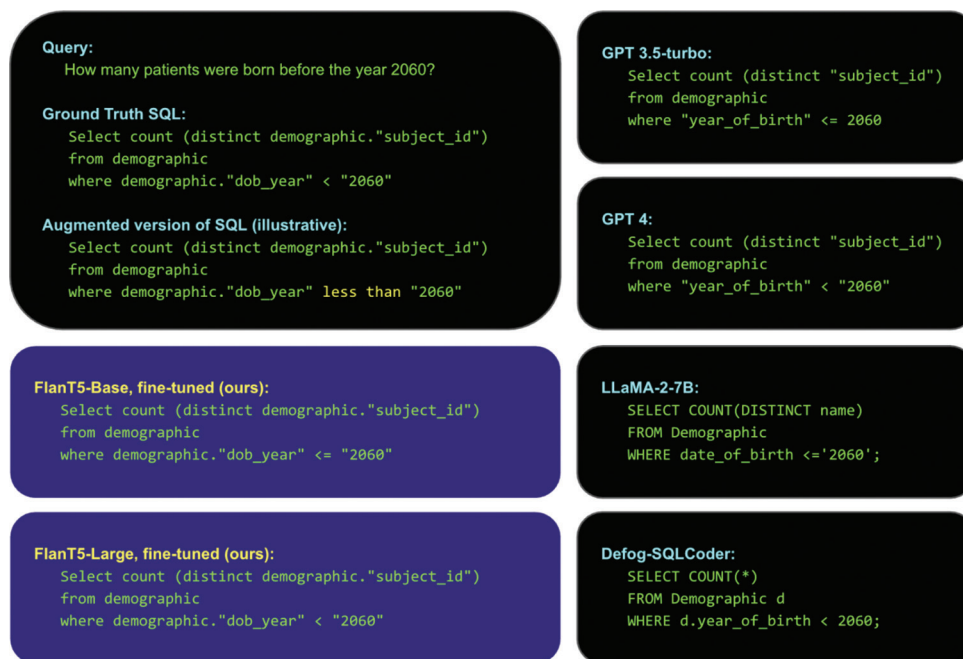 Query:
How many patients were born before the year 2060?
Ground Truth SQL:
Select count (distinct demographic."subject_id")
from demographic
where demographic."dob_year" < "2060"
Augmented version of SQL (illustrative):
Select count (distinct demographic."subject_id")
from demographic
where demographic."dob_year" less than "2060"
FlanT5-Base, fine-tuned (ours):
Select count (distinct demographic."subject_id")
from demographic
where demographic."dob_year" <= "2060"
FlanT5-Large, fine-tuned (ours):
Select count (distinct demographic."subject_id")
from demographic
where demographic."dob_year" < "2060"
GPT 3.5-turbo:
Select count (distinct "subject_id")
from demographic
where "year_of_birth" <= 2060
GPT 4:
Select count (distinct "subject_id")
from demographic
where "year_of_birth" < "2060"
LLaMA-2-7B:
SELECT COUNT(DISTINCT name)
FROM Demographic
WHERE date_of_birth <='2060';
Defog-SQLCoder:
SELECT COUNT(*)
FROM Demographic d
WHERE d.year_of_birth < 2060;